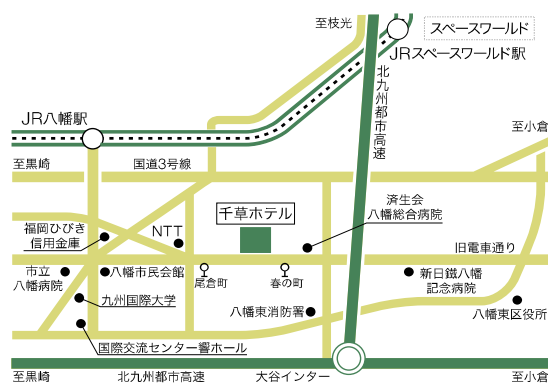 至枝光
スペースワールド
JRスペースワールド駅
北九州都市高速
JR八幡駅
至小倉
至黒崎
国道3号線
済生会
八幡総合病院
千草ホテル
福岡ひびき
信用金庫
NTT
旧電車通り
市立
八幡病院
八幡市民会館
尾倉町
春の町
新日鐵八幡
記念病院
九州国際大学
八幡東消防署
八幡東区役所
国際交流センター響ホール
至黒崎
北九州都市高速
大谷インター
至小倉